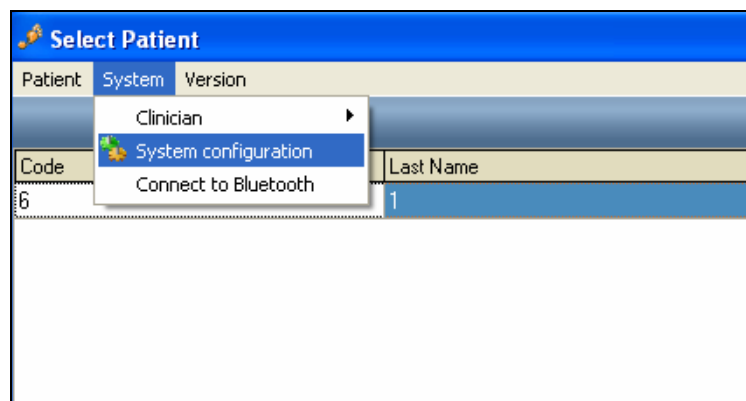 Select Patient
Patient System Version
Clinician
System configuration
Connect to Bluetooth
Code Last Name
6 1